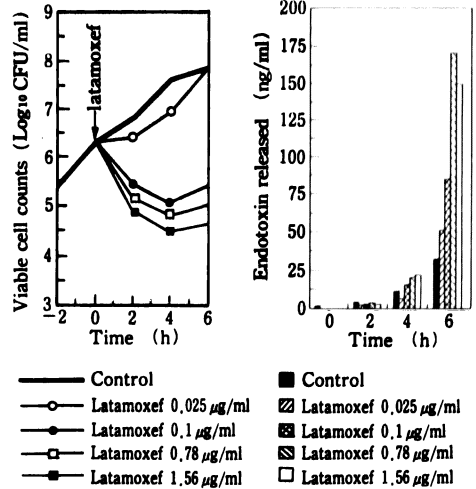 Viable cell counts (Log₁₀ CFU/ml)
9
8
7
6
5
4
3
latamoxef
−2 0 2 4 6
Time (h)
Endotoxin released (ng/ml)
200
175
150
125
100
75
50
25
0
0 2 4 6
Time (h)
Control
Latamoxef 0.025 μg/ml
Latamoxef 0.1 μg/ml
Latamoxef 0.78 μg/ml
Latamoxef 1.56 μg/ml
Control
Latamoxef 0.025 μg/ml
Latamoxef 0.1 μg/ml
Latamoxef 0.78 μg/ml
Latamoxef 1.56 μg/ml